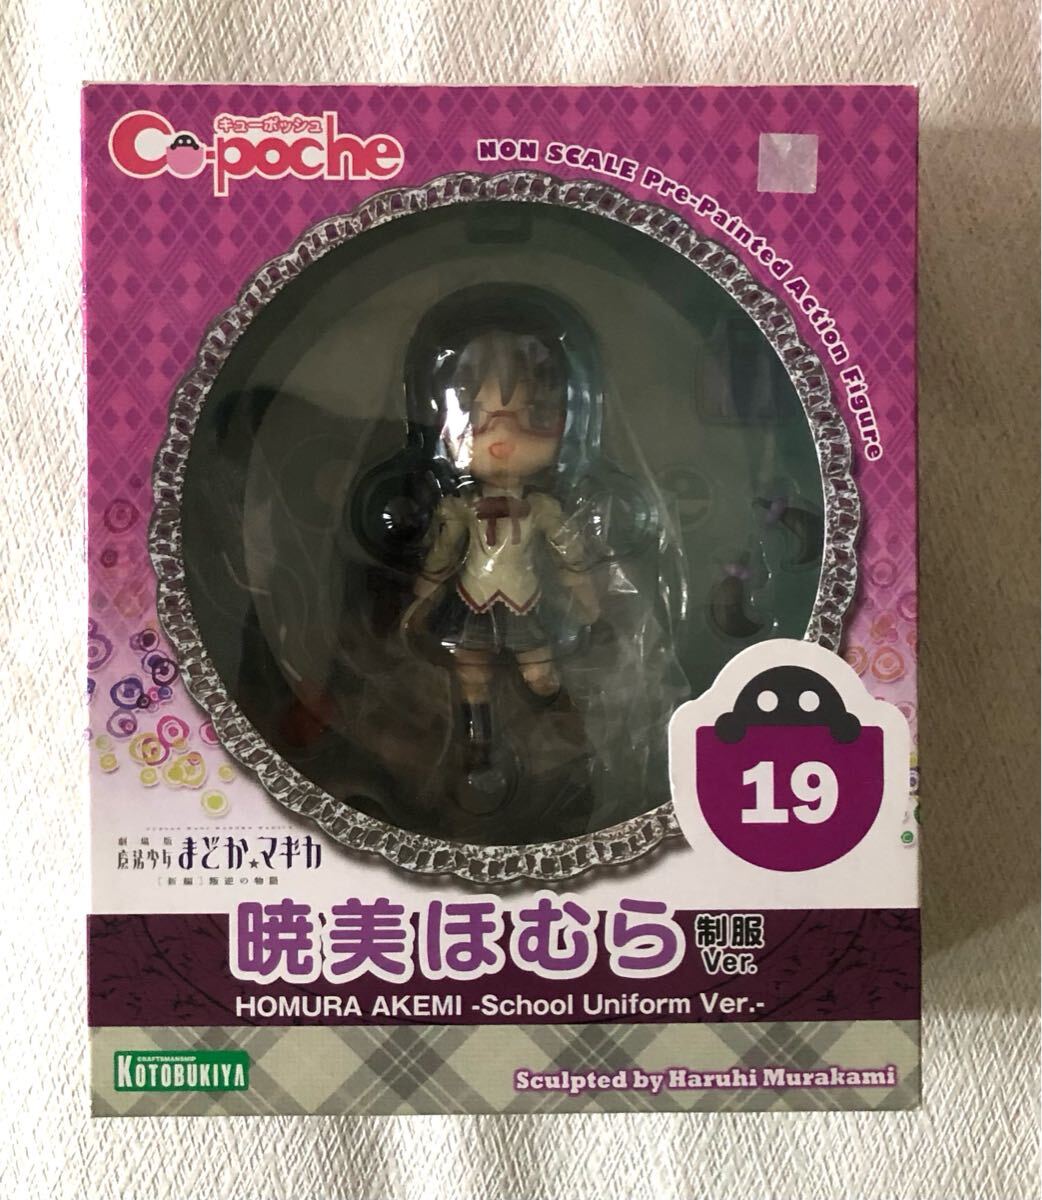 キューポッシュ
Cu-poche
NON SCALE Pre-Painted Action Figure
19
劇場版
魔法少女まどか★マギカ
[新編]叛逆の物語
暁美ほむら 制服 Ver.
HOMURA AKEMI -School Uniform Ver.-
CRAFTSMANSHIP
KOTOBUKIYA
Sculpted by Haruhi Murakami